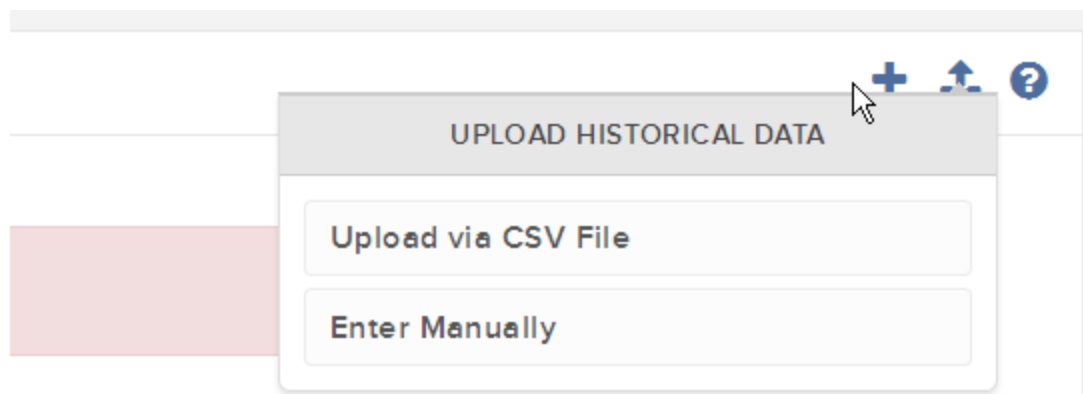 UPLOAD HISTORICAL DATA
Upload via CSV File
Enter Manually